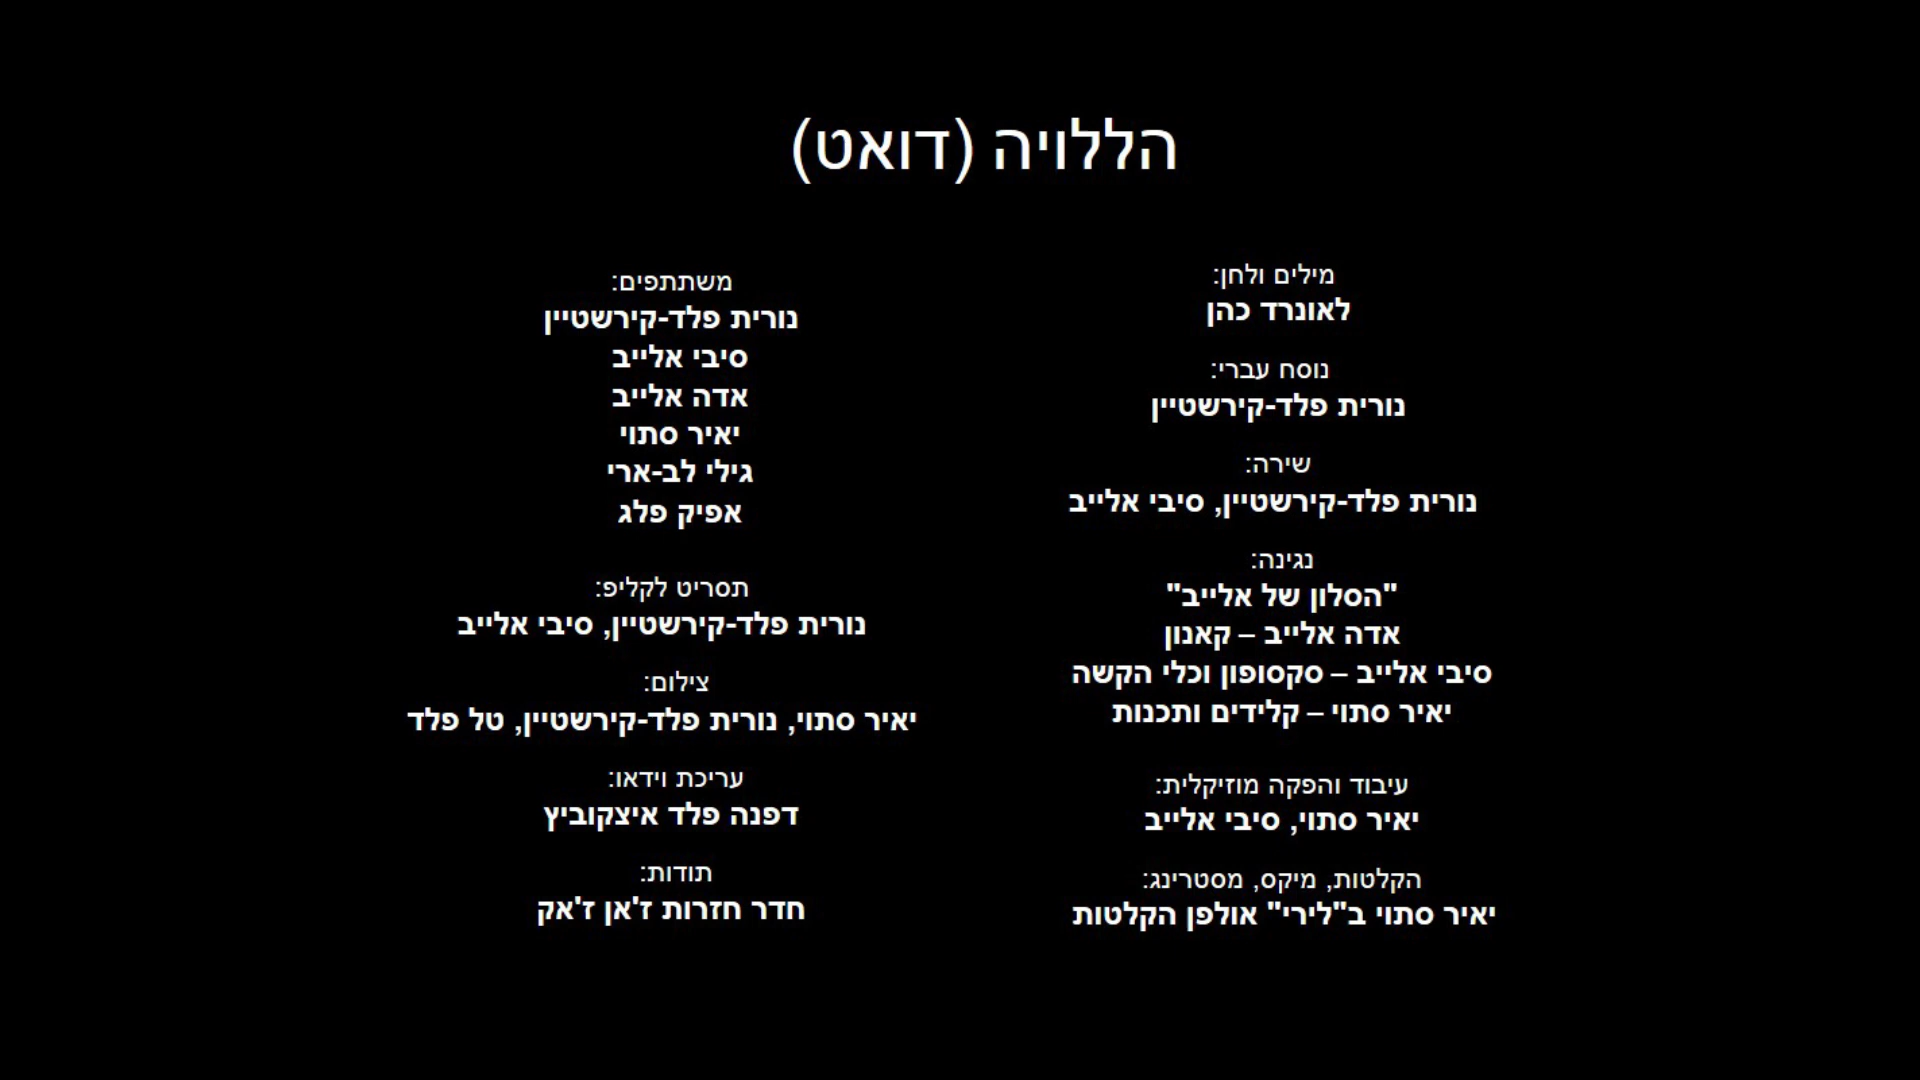 הללויה (דואט)
מילים ולחן:
לאונרד כהן
נוסח עברי:
נורית פלד-קירשטיין
שירה:
נורית פלד-קירשטיין, סיבי אלייב
נגינה:
"הסלון של אלייב"
אדה אלייב – קאנון
סיבי אלייב – סקסופון וכלי הקשה
יאיר סתוי – קלידים ותכנות
עיבוד והפקה מוזיקלית:
יאיר סתוי, סיבי אלייב
הקלטות, מיקס, מסטרינג:
יאיר סתוי ב"לירי" אולפן הקלטות
משתתפים:
נורית פלד-קירשטיין
סיבי אלייב
אדה אלייב
יאיר סתוי
גילי לב-ארי
אפיק פלג
תסריט לקליפ:
נורית פלד-קירשטיין, סיבי אלייב
צילום:
יאיר סתוי, נורית פלד-קירשטיין, טל פלד
עריכת וידאו:
דפנה פלד איצקוביץ
תודות:
חדר חזרות ז'אן ז'אק